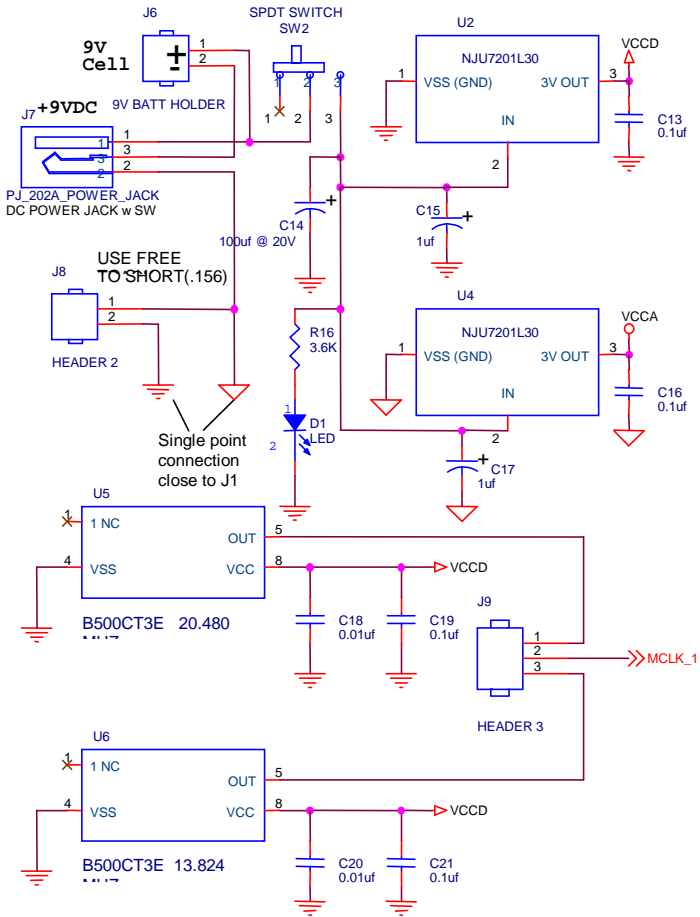 J6
9V
Cell
±
1
2
9V BATT HOLDER
J7
+9VDC
1
3
2
1
3
2
PJ_202A_POWER_JACK
DC POWER JACK w SW
SPDT SWITCH
SW2
1
2
3
1
2
3
U2
NJU7201L30
1
VSS (GND)
3V OUT
3
IN
2
VCCD
C13
0.1uf
C14
+
100uf @ 20V
C15
+
1uf
J8
USE FREE
TO SHORT(.156)
1
2
HEADER 2
Single point
connection
close to J1
R16
3.6K
1
D1
LED
2
U4
NJU7201L30
1
VSS (GND)
3V OUT
3
IN
2
VCCA
C16
0.1uf
+
C17
1uf
U5
1
1 NC
OUT
5
4
VSS
VCC
8
VCCD
B500CT3E 20.480
C18
0.01uf
C19
0.1uf
J9
1
2
3
MCLK_1
HEADER 3
U6
1
1 NC
OUT
5
4
VSS
VCC
8
VCCD
B500CT3E 13.824
C20
0.01uf
C21
0.1uf